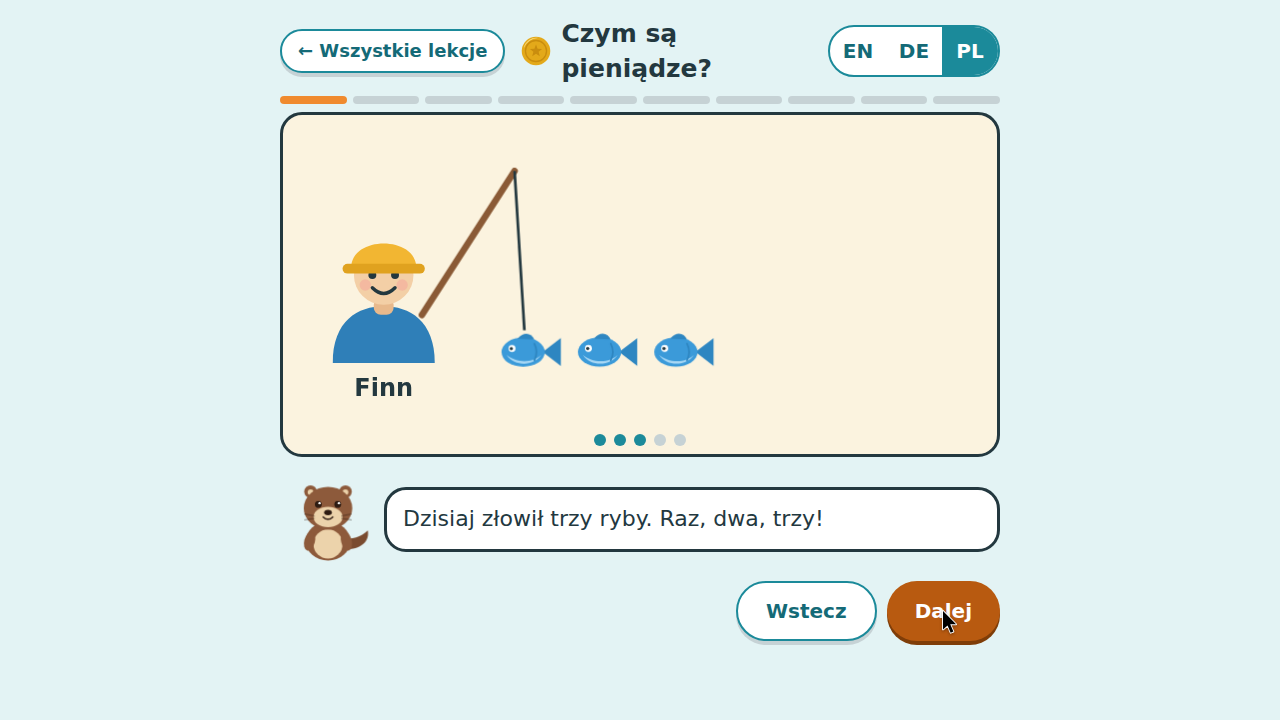 ← Wszystkie lekcje
Czym są
pieniądze?
EN DE PL
Finn
Dzisiaj złowił trzy ryby. Raz, dwa, trzy!
Wstecz
Dalej